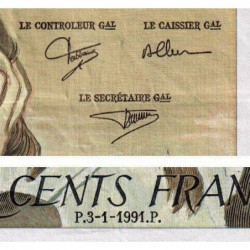 LE CONTROLEUR GAL LE CAISSIER GAL
LE SECRÉTAIRE GAL
CENTS FRAN
P.3-1-1991.P.